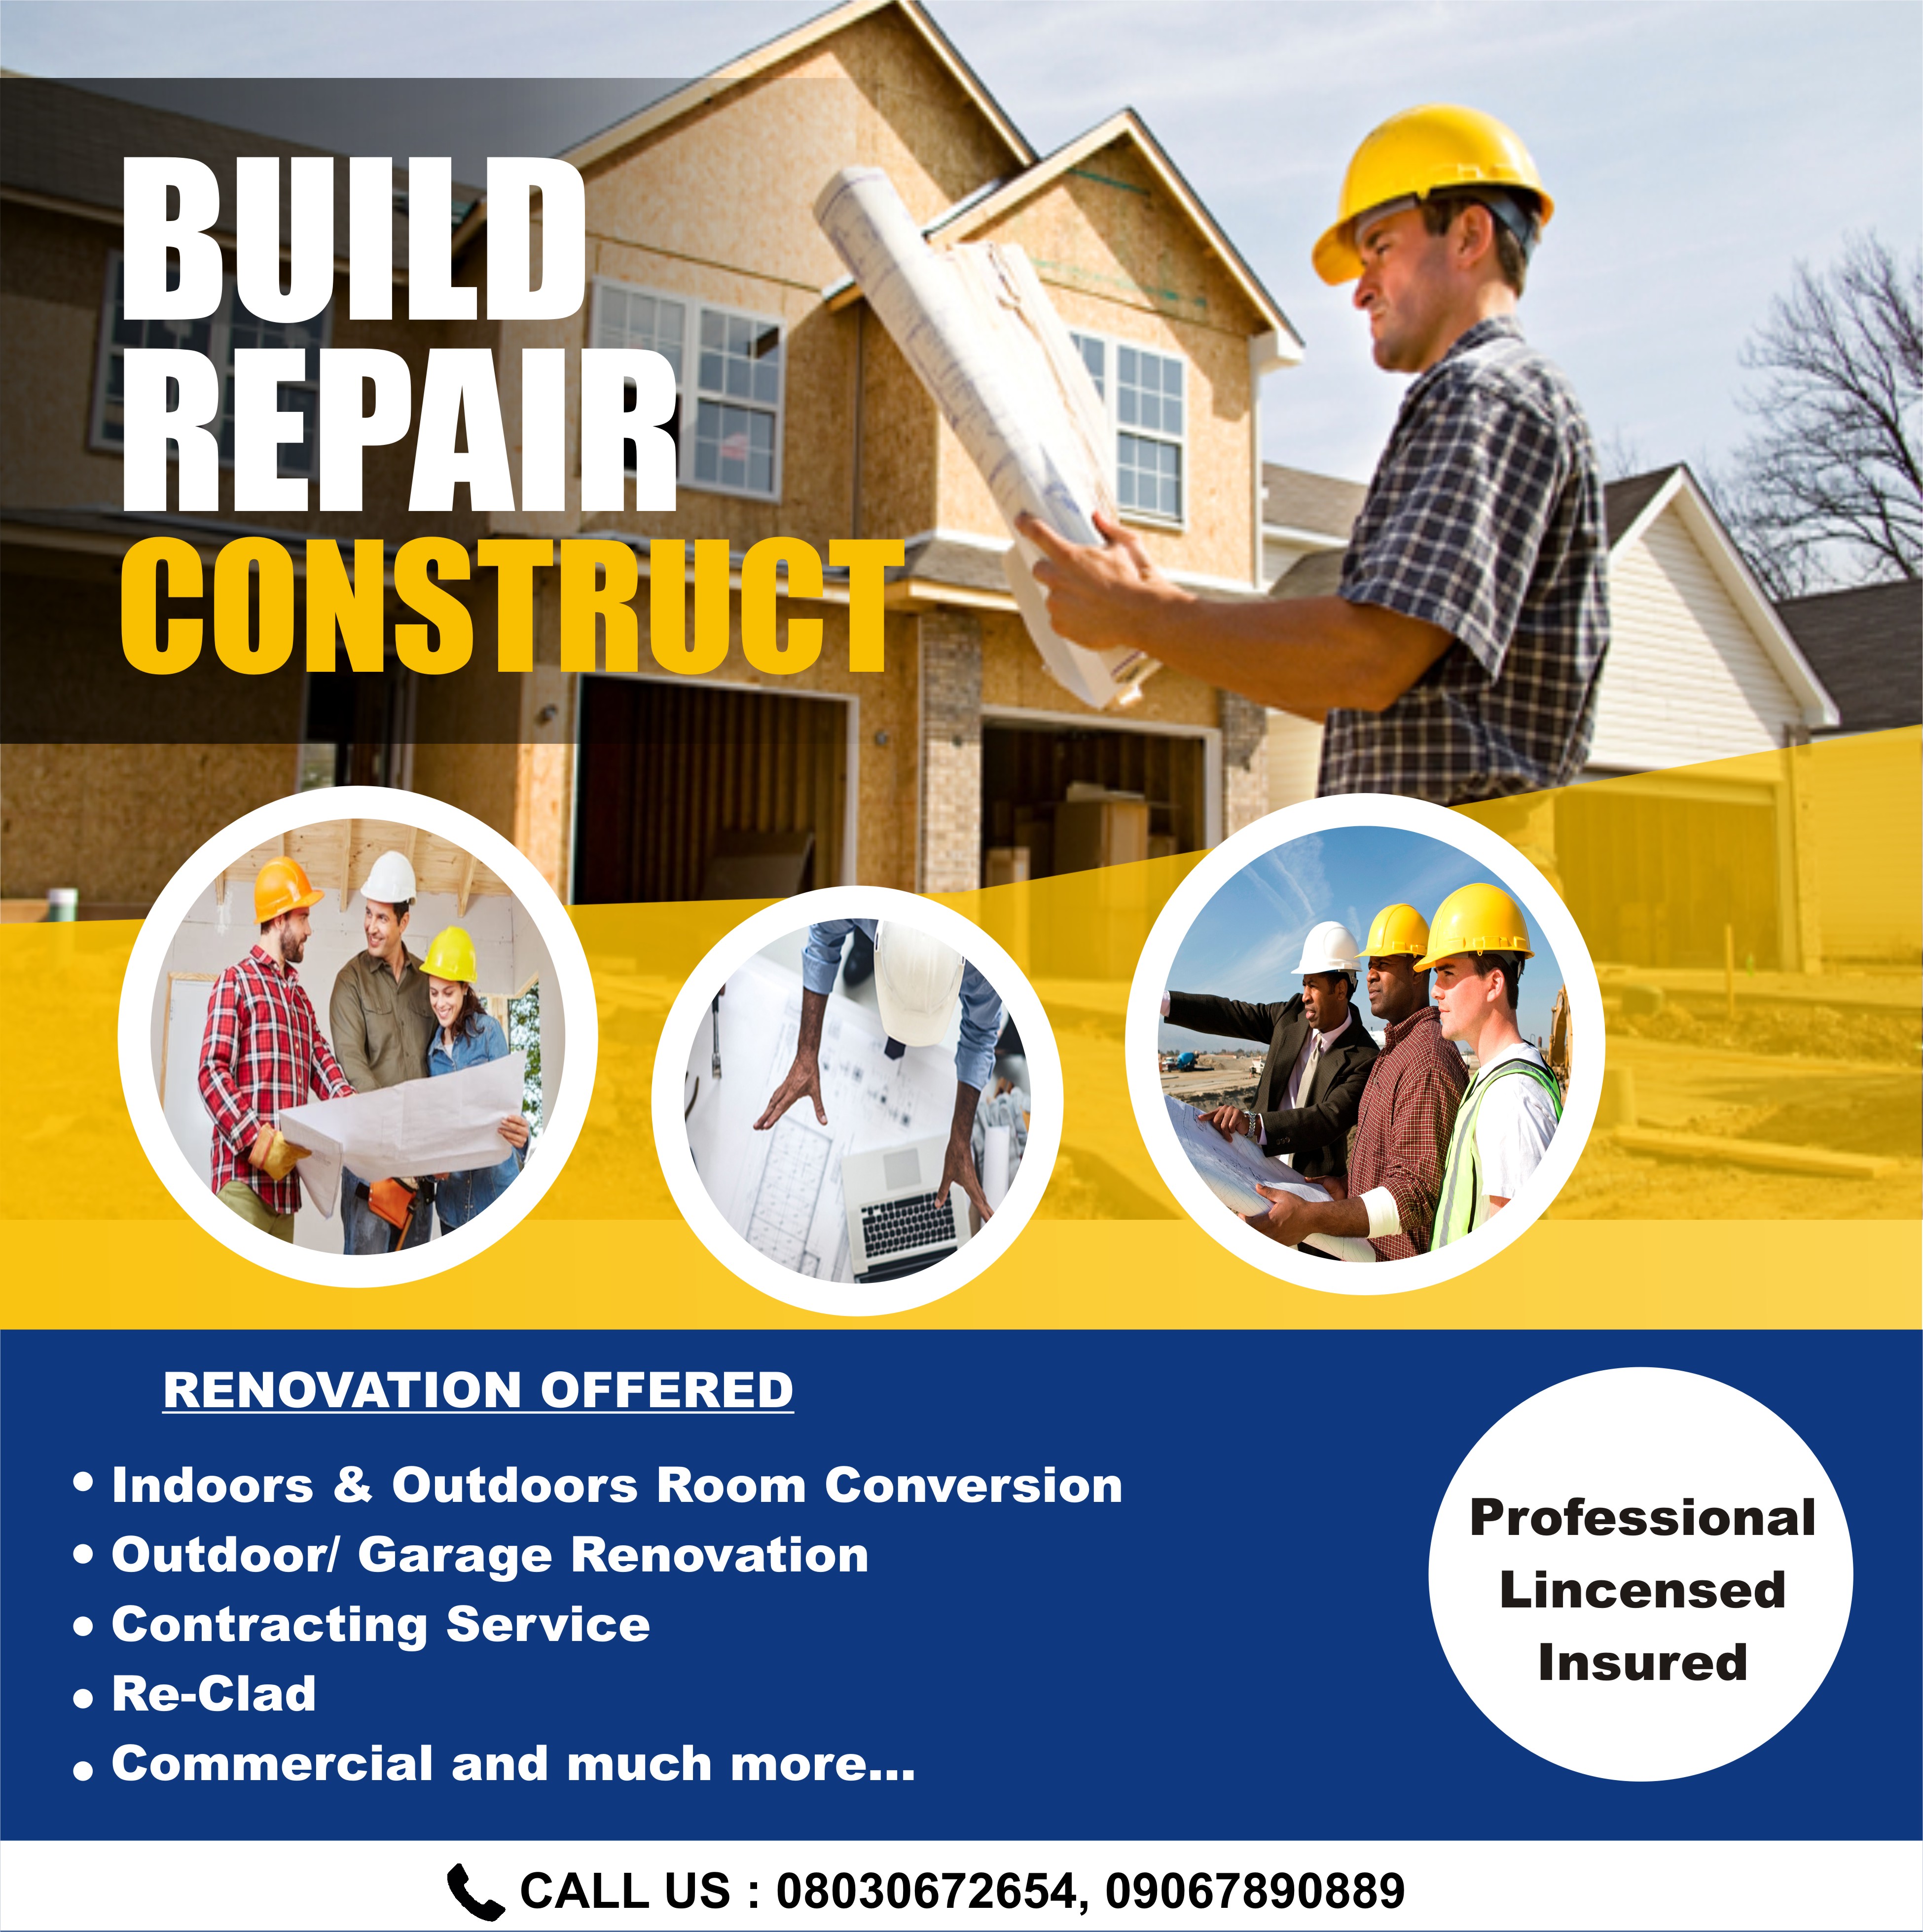 BUILD
REPAIR
CONSTRUCT
RENOVATION OFFERED
• Indoors & Outdoors Room Conversion
• Outdoor/ Garage Renovation
• Contracting Service
• Re-Clad
• Commercial and much more...
Professional
Lincensed
Insured
CALL US : 08030672654, 09067890889